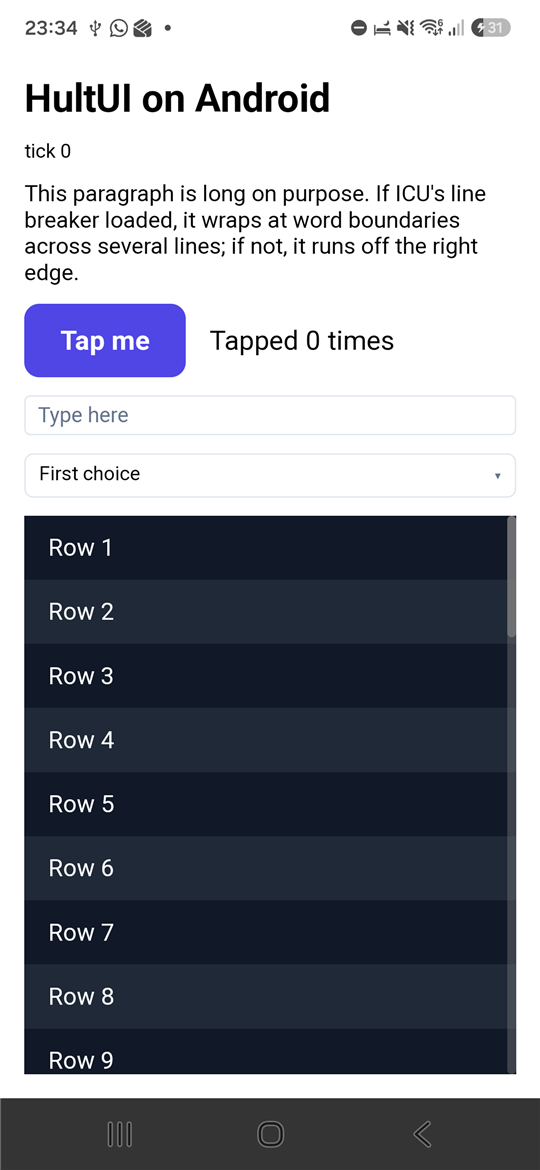 23:34
6
31
HultUI on Android
tick 0
This paragraph is long on purpose. If ICU's line
breaker loaded, it wraps at word boundaries
across several lines; if not, it runs off the right
edge.
Tap me
Tapped 0 times
Type here
First choice
Row 1
Row 2
Row 3
Row 4
Row 5
Row 6
Row 7
Row 8
Row 9